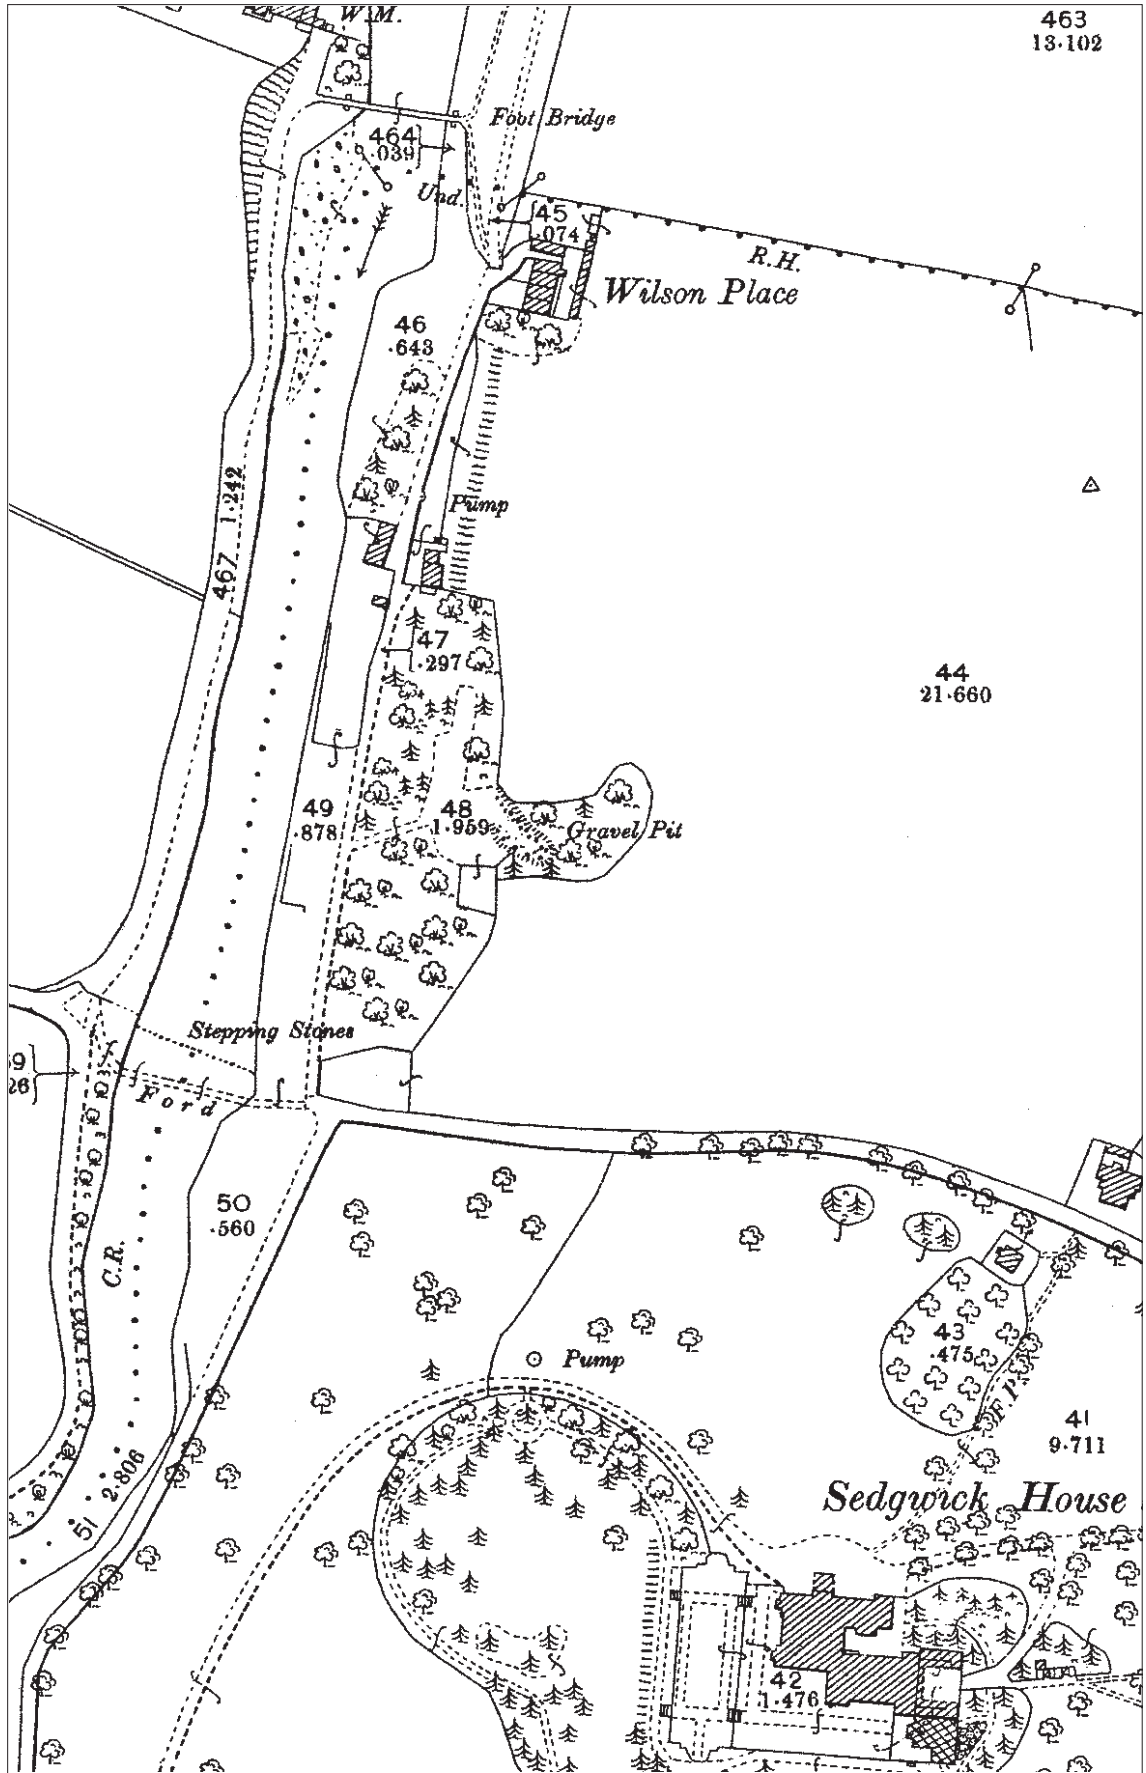 W.M.
463
13·102
Foot Bridge
464
·039
Und.
45
·074
R.H.
Wilson Place
46
·643
Pump
467 1·242
47
·297
44
21·660
49
·878
48
1·959
Gravel Pit
Stepping Stones
9
26
Ford
50
·560
C.R.
43
·475
Pump
F.P.
41
9·711
51 2·806
Sedgwick House
42
1·476